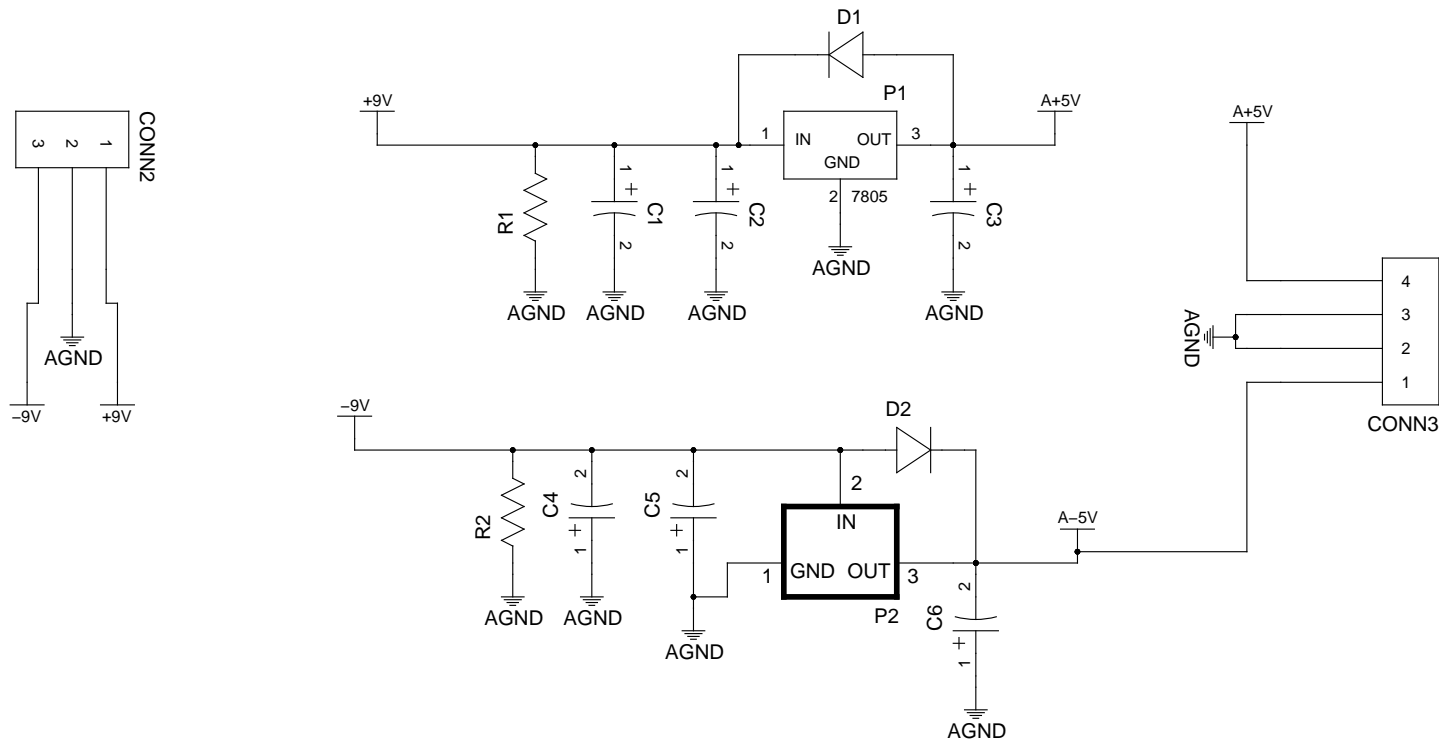 D1
P1
+9V
A+5V
A+5V
CONN2
3
2
1
1
IN
OUT
3
GND
2
7805
R1
1
+
C1
2
1
+
C2
2
1
+
C3
2
AGND
AGND
AGND
AGND
AGND
AGND
−9V
+9V
4
3
2
1
AGND
CONN3
−9V
D2
2
IN
1
GND
OUT
3
P2
R2
2
C4
+
1
2
C5
+
1
A−5V
2
C6
+
1
AGND
AGND
AGND
AGND